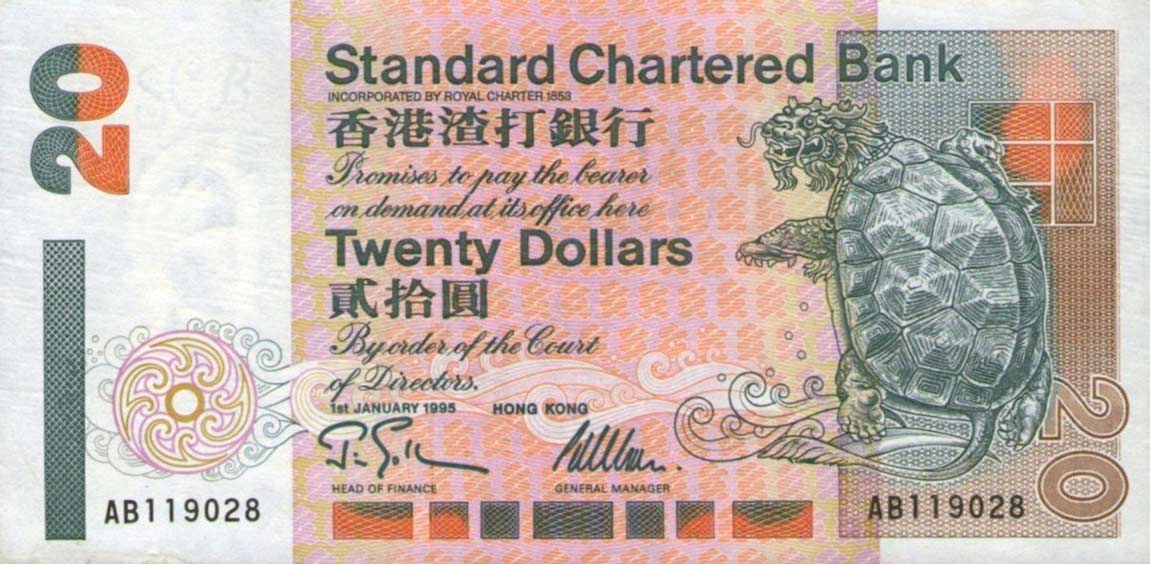 20
Standard Chartered Bank
INCORPORATED BY ROYAL CHARTER 1853
香港渣打銀行
Promises to pay the bearer
on demand at its office here
Twenty Dollars
貳拾圓
By order of the Court
of Directors.
1st JANUARY 1995 HONG KONG
HEAD OF FINANCE GENERAL MANAGER
AB119028 AB119028
20